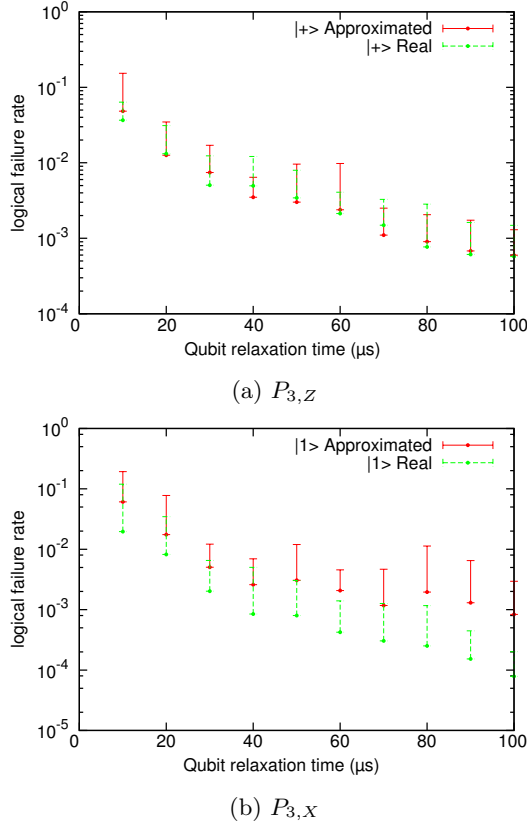 10^0
|+> Approximated
|+> Real
10^-1
logical failure rate
10^-2
10^-3
10^-4
20 40 60 80 100
Qubit relaxation time (µs)
(a) P_{3,Z}
10^0
|1> Approximated
|1> Real
10^-1
10^-2
logical failure rate
10^-3
10^-4
10^-5
20 40 60 80 100
Qubit relaxation time (µs)
(b) P_{3,X}